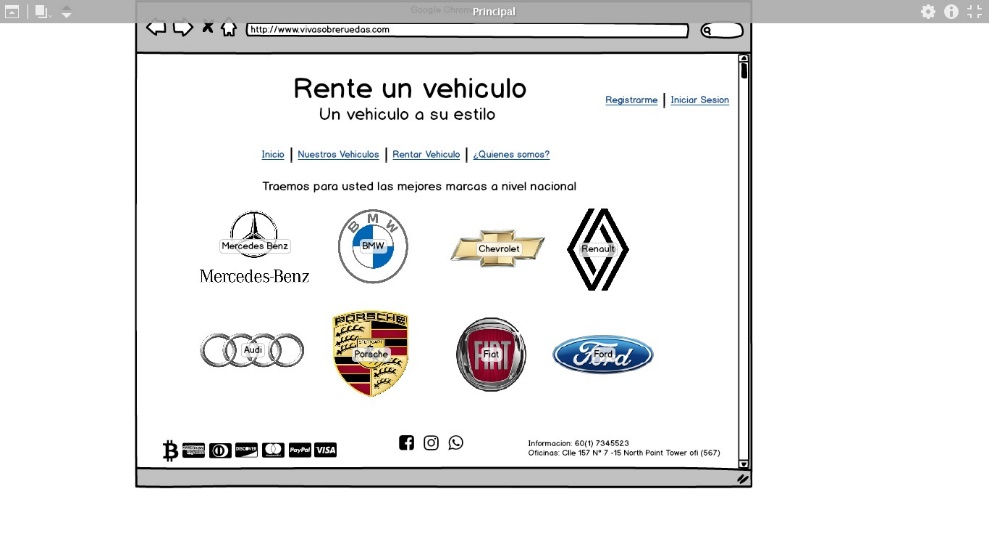 Google Chrome
Principal
http://www.vivasobreruedas.com
Rente un vehiculo
Un vehiculo a su estilo
Registrarme | Iniciar Sesion
Inicio | Nuestros Vehiculos | Rentar Vehiculo | ¿Quienes somos?
Traemos para usted las mejores marcas a nivel nacional
BMW
Mercedes Benz
BMW
Chevrolet
Renault
Mercedes-Benz
PORSCHE
Audi
Porsche
FIAT
Fiat
Ford
Ford
DISCOVER
PayPal
VISA
Informacion: 60(1) 7345523
Oficinas: Clle 157 N° 7 -15 North Point Tower ofi (567)